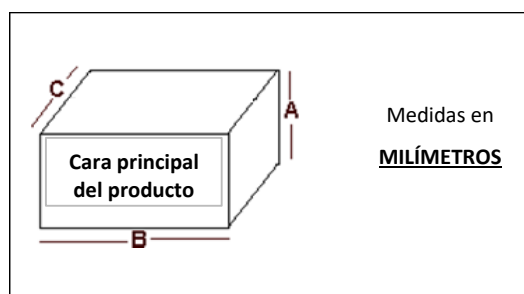 C
A
Cara principal
del producto
B
Medidas en
MILÍMETROS